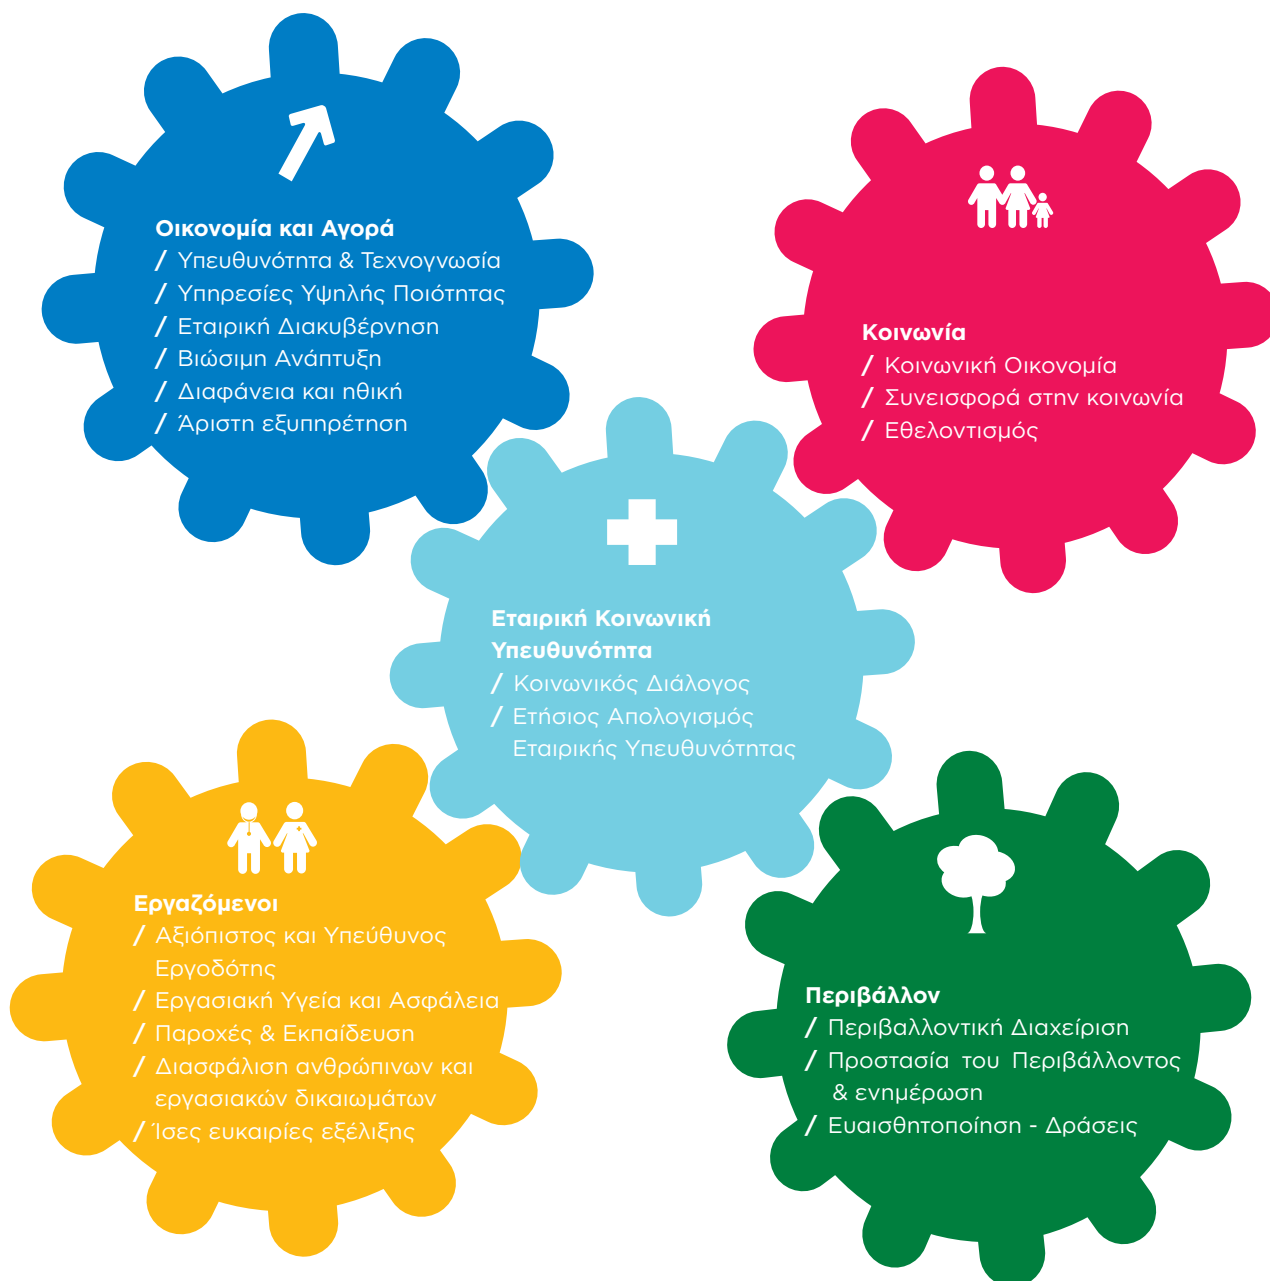 Οικονομία και Αγορά
/ Υπευθυνότητα & Τεχνογνωσία
/ Υπηρεσίες Υψηλής Ποιότητας
/ Εταιρική Διακυβέρνηση
/ Βιώσιμη Ανάπτυξη
/ Διαφάνεια και ηθική
/ Άριστη εξυπηρέτηση
Κοινωνία
/ Κοινωνική Οικονομία
/ Συνεισφορά στην κοινωνία
/ Εθελοντισμός
Εταιρική Κοινωνική
Υπευθυνότητα
/ Κοινωνικός Διάλογος
/ Ετήσιος Απολογισμός
Εταιρικής Υπευθυνότητας
Εργαζόμενοι
/ Αξιόπιστος και Υπεύθυνος
Εργοδότης
/ Εργασιακή Υγεία και Ασφάλεια
/ Παροχές & Εκπαίδευση
/ Διασφάλιση ανθρώπινων και
εργασιακών δικαιωμάτων
/ Ίσες ευκαιρίες εξέλιξης
Περιβάλλον
/ Περιβαλλοντική Διαχείριση
/ Προστασία του Περιβάλλοντος
& ενημέρωση
/ Ευαισθητοποίηση - Δράσεις